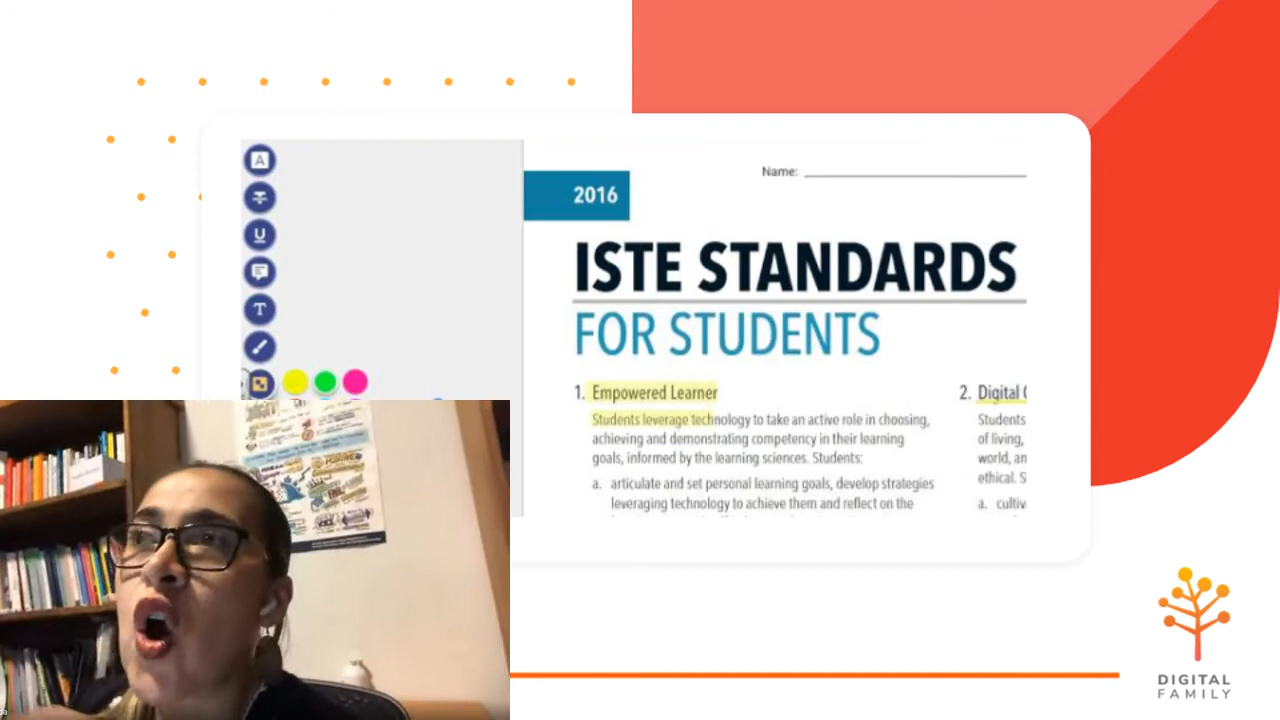 Name:
2016
ISTE STANDARDS
FOR STUDENTS
1. Empowered Learner
Students leverage technology to take an active role in choosing,
achieving and demonstrating competency in their learning
goals, informed by the learning sciences. Students:
a. articulate and set personal learning goals, develop strategies
leveraging technology to achieve them and reflect on the
2. Digital
Students
of living,
world, an
ethical. S
a. cultiv
A
U
T
DIGITAL
FAMILY